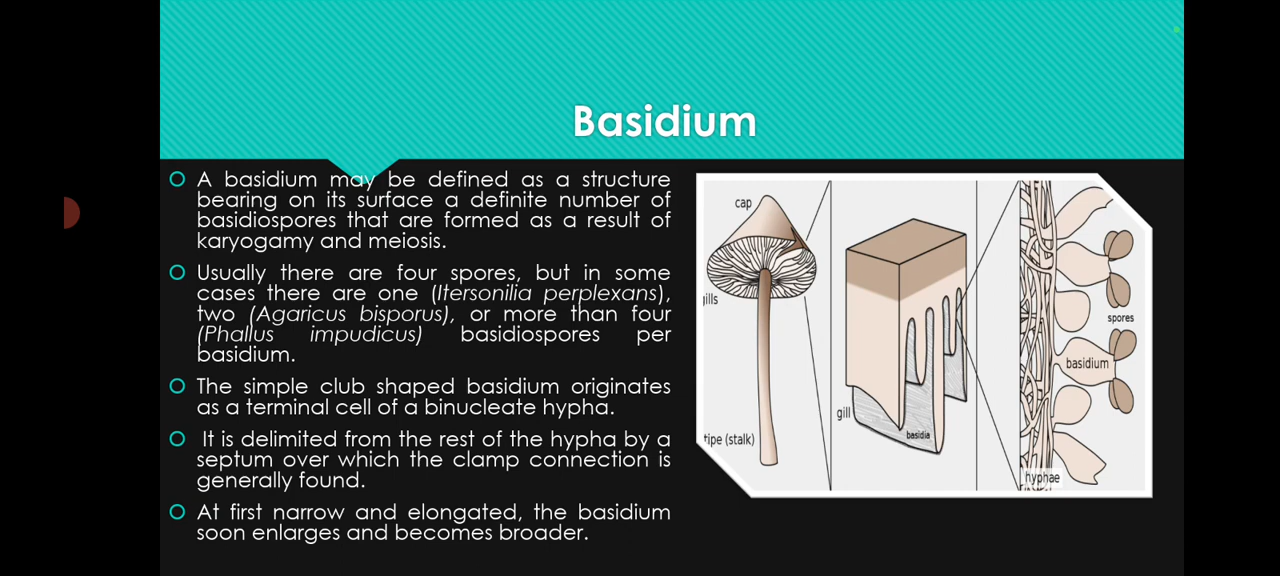 Basidium
A basidium may be defined as a structure
bearing on its surface a definite number of
basidiospores that are formed as a result of
karyogamy and meiosis.
Usually there are four spores, but in some
cases there are one (Itersonilia perplexans),
two (Agaricus bisporus), or more than four
(Phallus impudicus) basidiospores per
basidium.
The simple club shaped basidium originates
as a terminal cell of a binucleate hypha.
It is delimited from the rest of the hypha by a
septum over which the clamp connection is
generally found.
At first narrow and elongated, the basidium
soon enlarges and becomes broader.
cap
gills
tipe (stalk)
gill
basidia
spores
basidium
hyphae